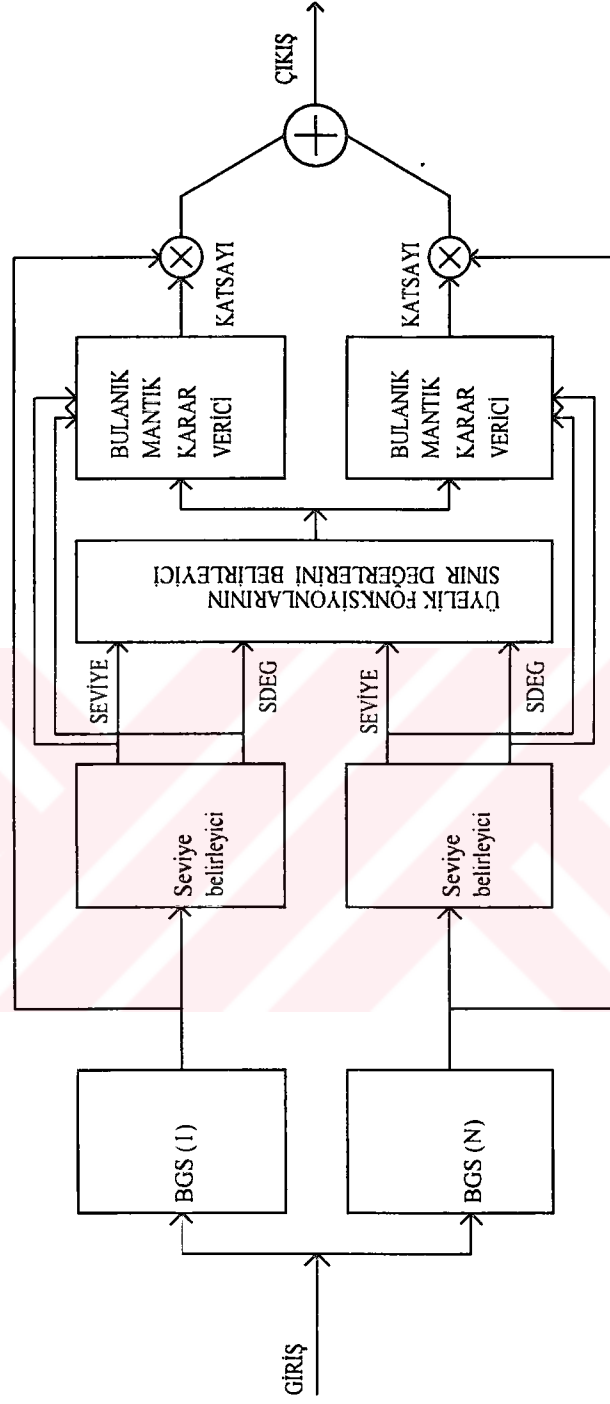 GİRİŞ
BGS (1)
BGS (N)
Seviye
belirleyici
Seviye
belirleyici
SEVİYE
SDEG
SEVİYE
SDEG
ÜYELİK FONKSİYONLARININ
SINIR DEĞERLERİNİ BELİRLEYİCİ
BULANIK
MANTIK
KARAR
VERİCİ
BULANIK
MANTIK
KARAR
VERİCİ
KATSAYI
KATSAYI
ÇIKIŞ